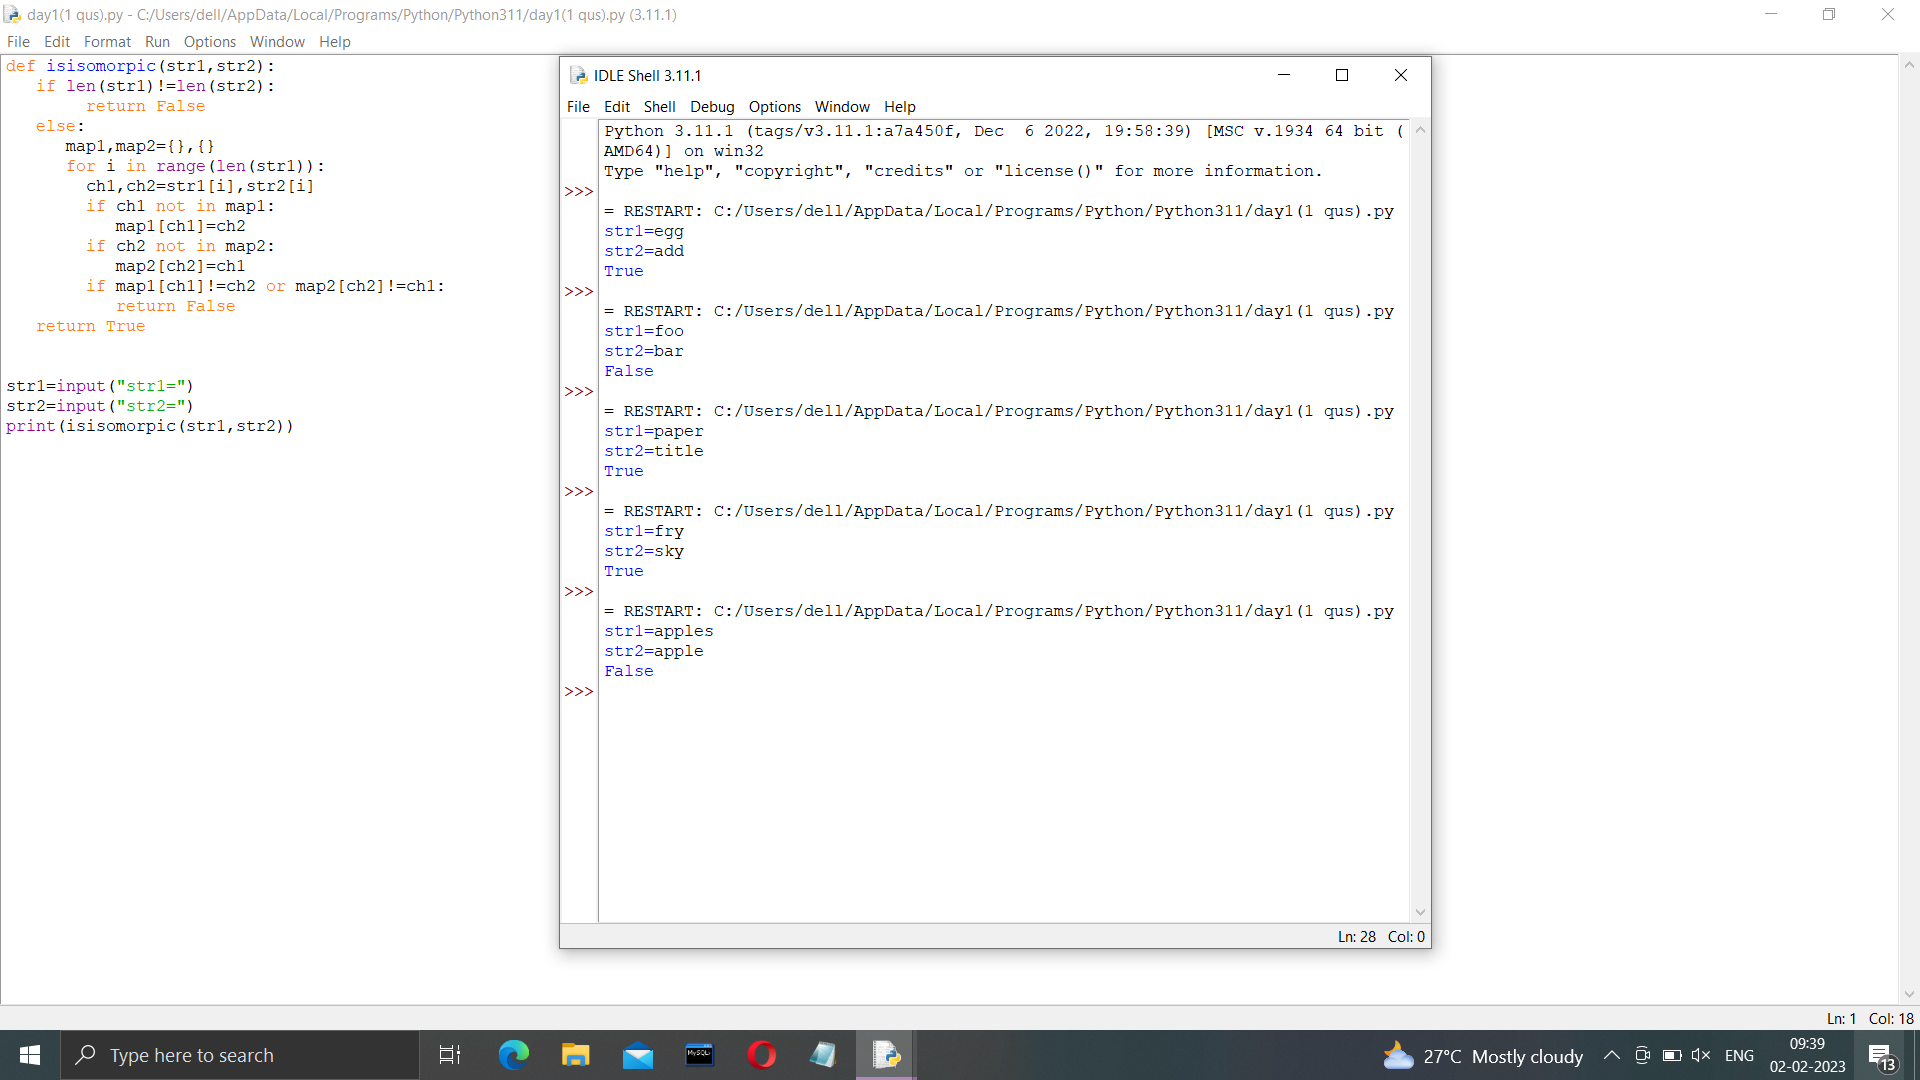 day1(1 qus).py - C:/Users/dell/AppData/Local/Programs/Python/Python311/day1(1 qus).py (3.11.1)
File Edit Format Run Options Window Help
def isisomorpic(str1,str2):
   if len(str1)!=len(str2):
        return False
   else:
      map1,map2={},{}
      for i in range(len(str1)):
        ch1,ch2=str1[i],str2[i]
        if ch1 not in map1:
           map1[ch1]=ch2
        if ch2 not in map2:
           map2[ch2]=ch1
        if map1[ch1]!=ch2 or map2[ch2]!=ch1:
           return False
   return True
str1=input("str1=")
str2=input("str2=")
print(isisomorpic(str1,str2))
IDLE Shell 3.11.1
File Edit Shell Debug Options Window Help
Python 3.11.1 (tags/v3.11.1:a7a450f, Dec  6 2022, 19:58:39) [MSC v.1934 64 bit (
AMD64)] on win32
Type "help", "copyright", "credits" or "license()" for more information.
>>>
= RESTART: C:/Users/dell/AppData/Local/Programs/Python/Python311/day1(1 qus).py
str1=egg
str2=add
True
>>>
= RESTART: C:/Users/dell/AppData/Local/Programs/Python/Python311/day1(1 qus).py
str1=foo
str2=bar
False
>>>
= RESTART: C:/Users/dell/AppData/Local/Programs/Python/Python311/day1(1 qus).py
str1=paper
str2=title
True
>>>
= RESTART: C:/Users/dell/AppData/Local/Programs/Python/Python311/day1(1 qus).py
str1=fry
str2=sky
True
>>>
= RESTART: C:/Users/dell/AppData/Local/Programs/Python/Python311/day1(1 qus).py
str1=apples
str2=apple
False
>>>
Ln: 28 Col: 0
Ln: 1 Col: 18
Type here to search
MySQL
27°C Mostly cloudy
ENG
09:39
02-02-2023
13